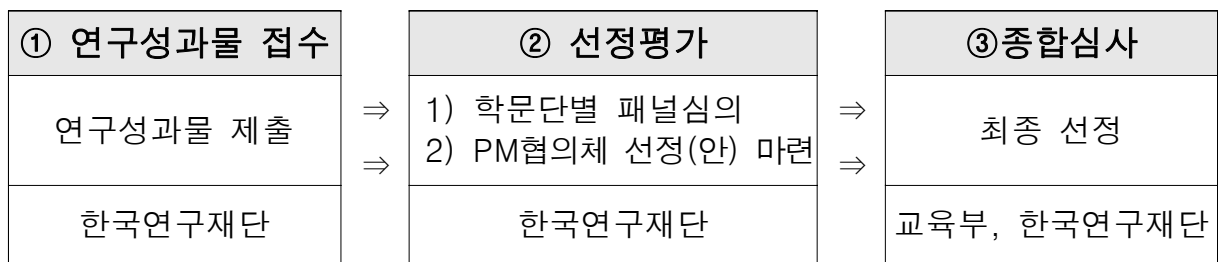 ① 연구성과물 접수
② 선정평가
③종합심사
연구성과물 제출
⇒
⇒
1) 학문단별 패널심의
2) PM협의체 선정(안) 마련
⇒
⇒
최종 선정
한국연구재단
한국연구재단
교육부, 한국연구재단